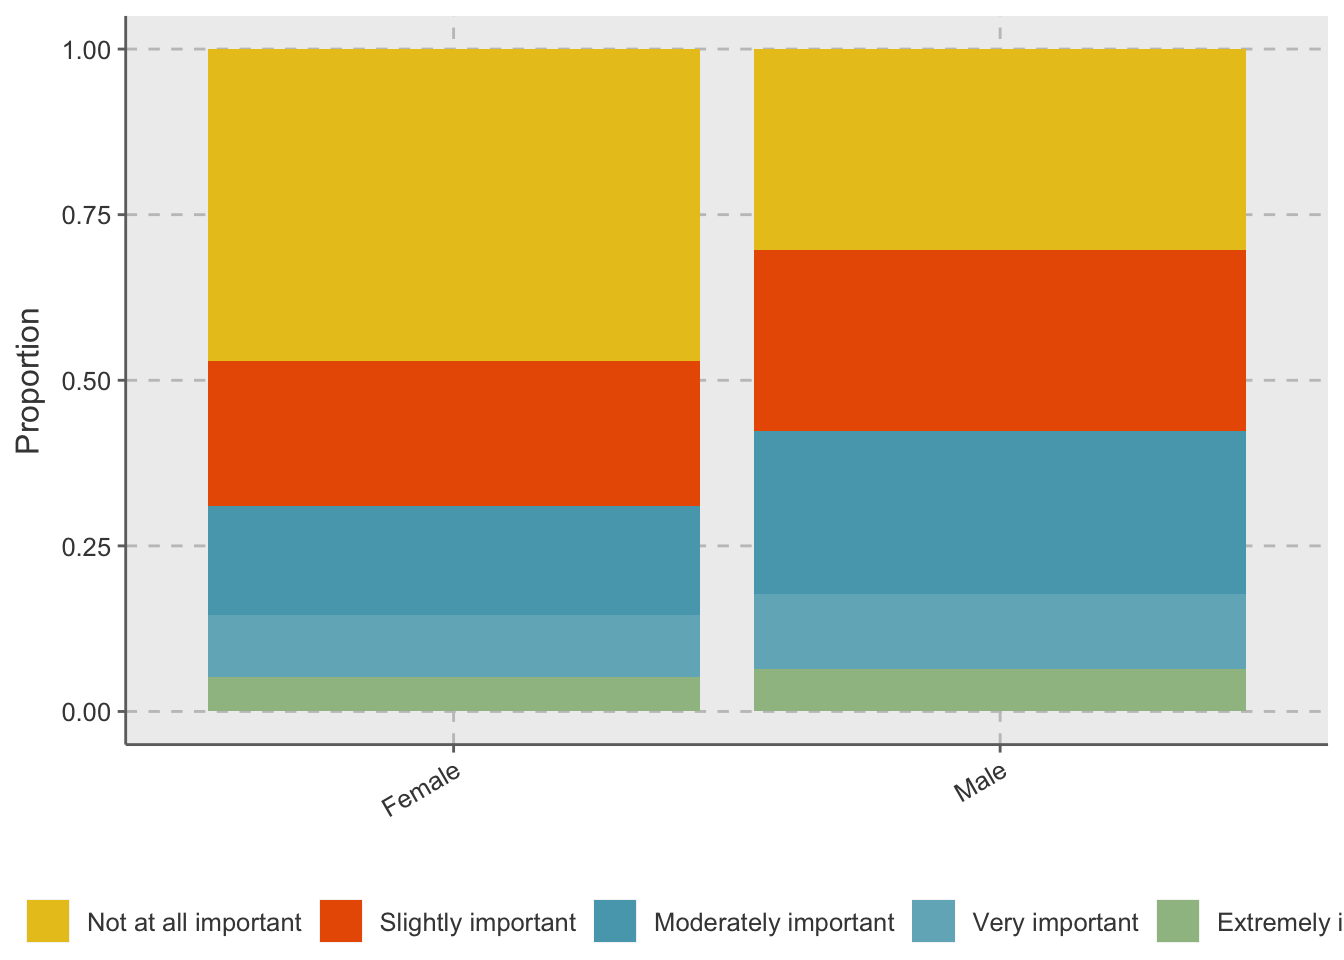 1.00
0.75
0.50
0.25
0.00
Proportion
Female
Male
Not at all important
Slightly important
Moderately important
Very important
Extremely i